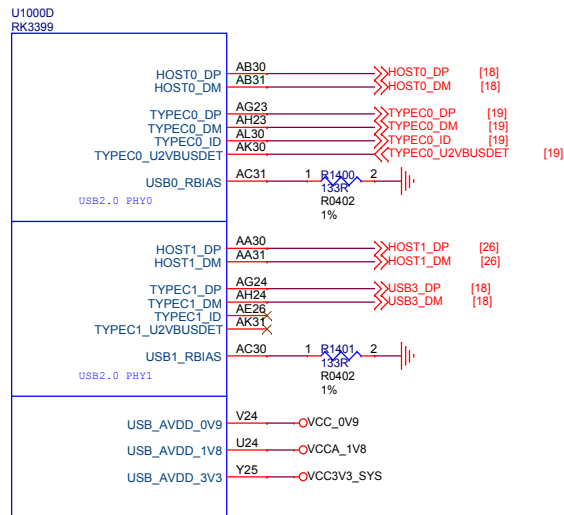 U1000D
RK3399
HOST0_DP AB30 HOST0_DP [18]
HOST0_DM AB31 HOST0_DM [18]
TYPEC0_DP AG23 TYPEC0_DP [19]
TYPEC0_DM AH23 TYPEC0_DM [19]
TYPEC0_ID AL30 TYPEC0_ID [19]
TYPEC0_U2VBUSDET AK30 TYPEC0_U2VBUSDET [19]
USB0_RBIAS AC31 1 R1400 2
133R
USB2.0 PHY0 R0402
1%
HOST1_DP AA30 HOST1_DP [26]
HOST1_DM AA31 HOST1_DM [26]
TYPEC1_DP AG24 USB3_DP [18]
TYPEC1_DM AH24 USB3_DM [18]
TYPEC1_ID AE26
TYPEC1_U2VBUSDET AK31
USB1_RBIAS AC30 1 R1401 2
133R
USB2.0 PHY1 R0402
1%
USB_AVDD_0V9 V24 VCC_0V9
USB_AVDD_1V8 U24 VCCA_1V8
USB_AVDD_3V3 Y25 VCC3V3_SYS